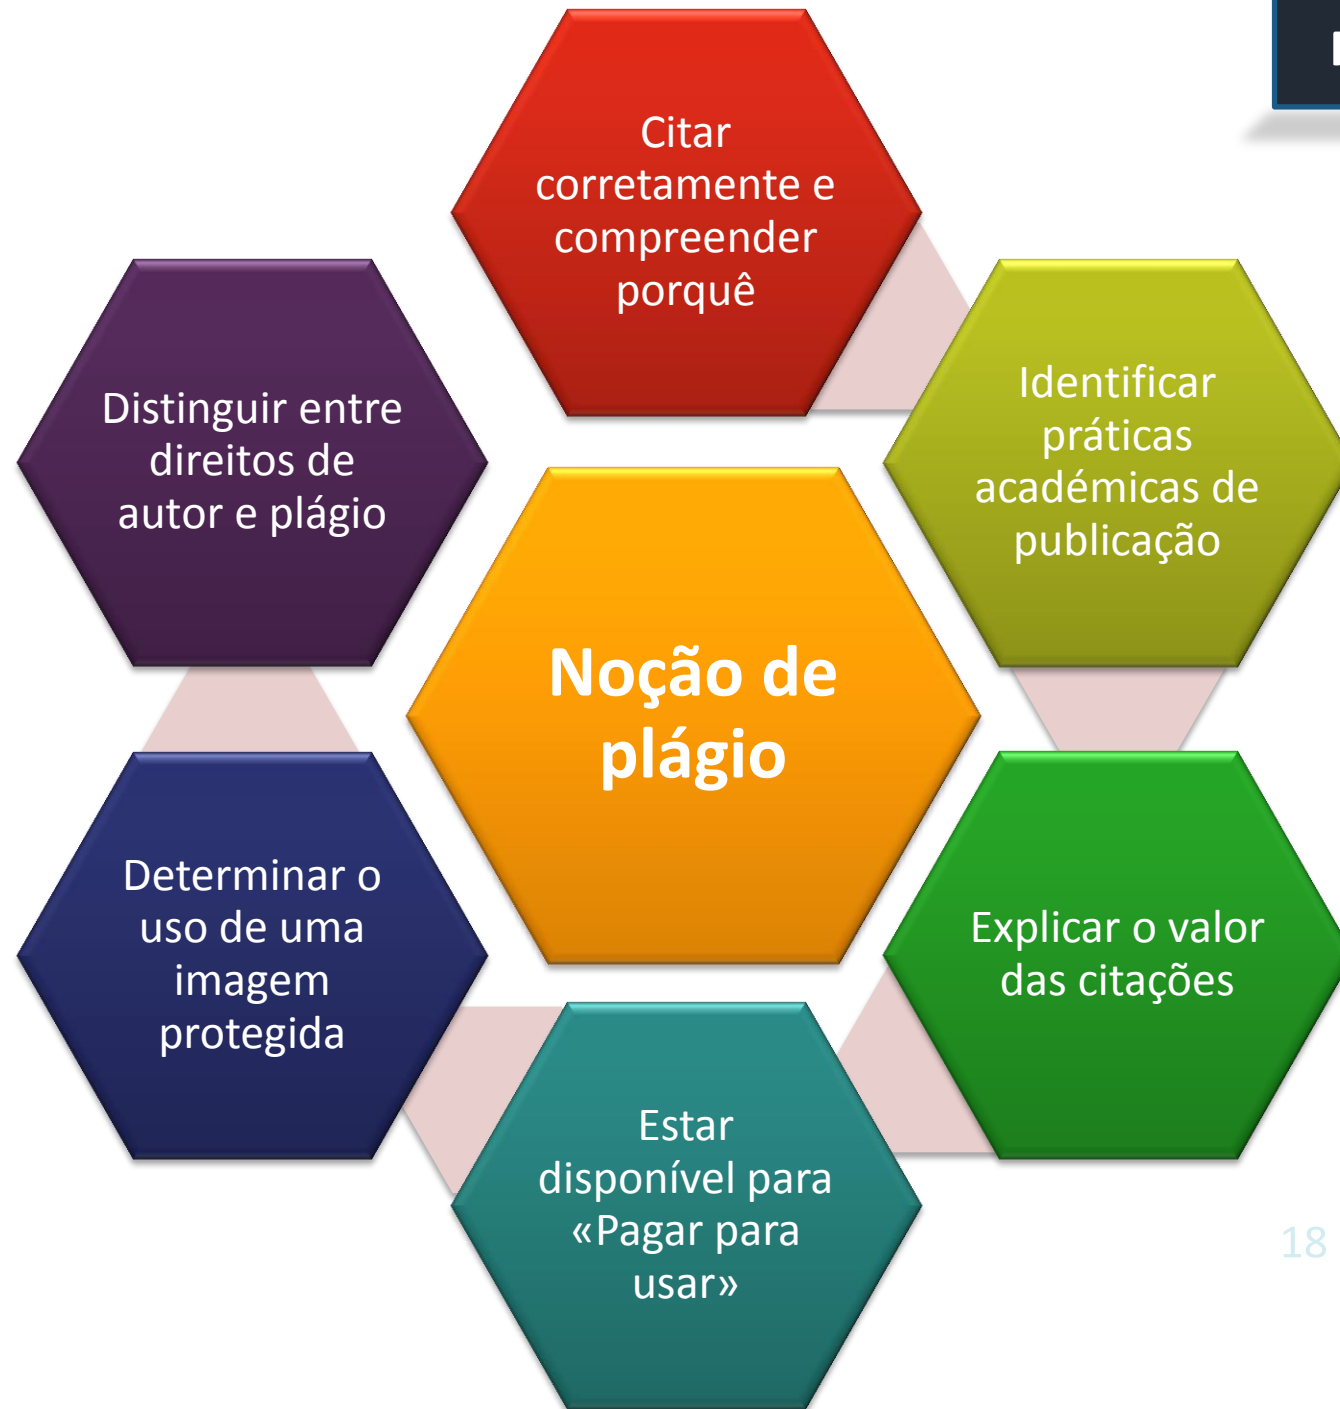 Citar
corretamente e
compreender
porquê
Identificar
práticas
académicas de
publicação
Explicar o valor
das citações
Estar
disponível para
«Pagar para
usar»
Determinar o
uso de uma
imagem
protegida
Distinguir entre
direitos de
autor e plágio
Noção de
plágio
18